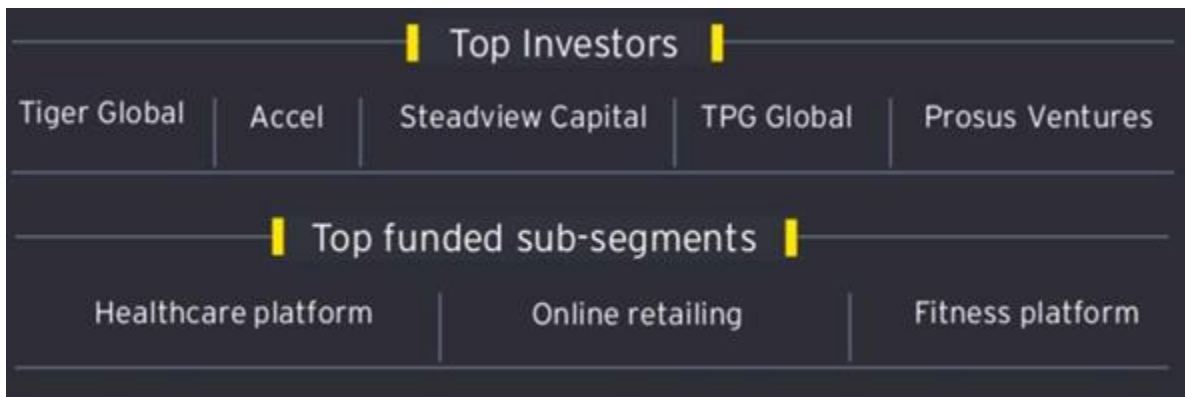 Top Investors
Tiger Global Accel Steadview Capital TPG Global Prosus Ventures
Top funded sub-segments
Healthcare platform Online retailing Fitness platform